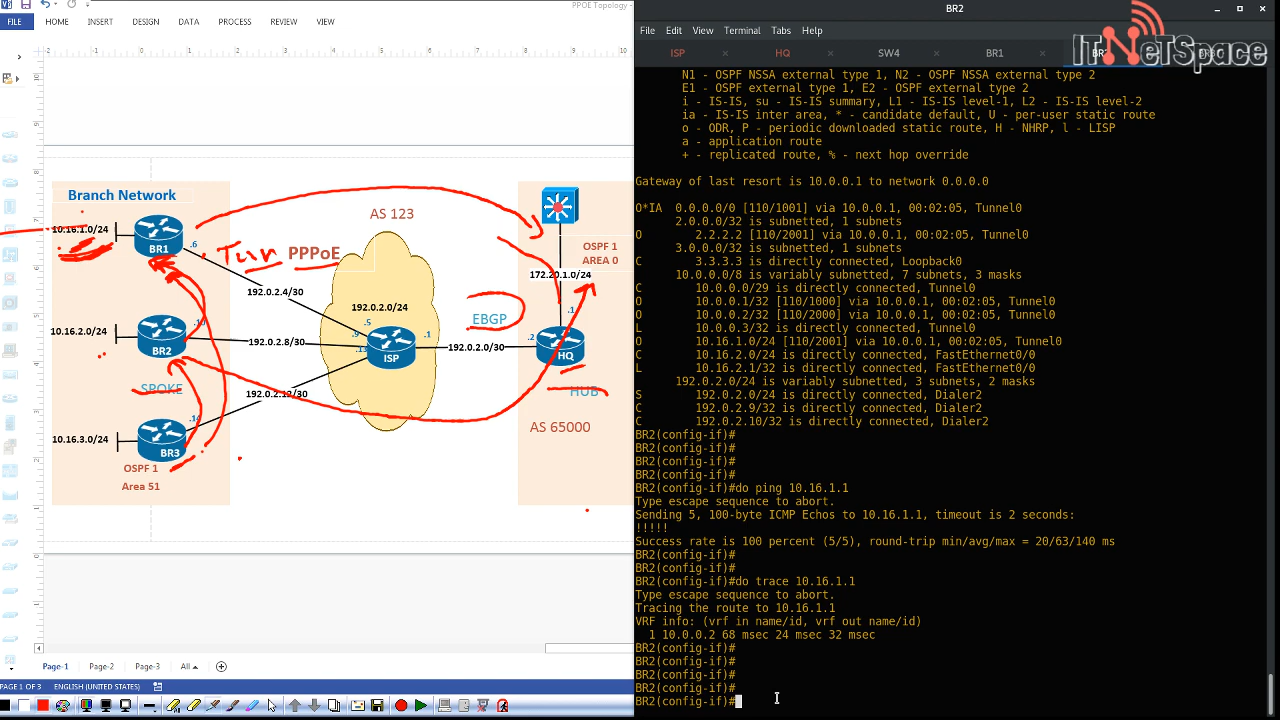 PPOE Topology -
FILE
HOME
INSERT
DESIGN
DATA
PROCESS
REVIEW
VIEW
Branch Network
10.16.1.0/24
BR1
.6
Tun
PPPoE
AS 123
192.0.2.4/30
192.0.2.0/24
.5
10.16.2.0/24
BR2
.10
192.0.2.8/30
.9
ISP
.1
EBGP
192.0.2.0/30
.2
HQ
.1
172.20.1.0/24
OSPF 1
AREA 0
SPOKE
192.0.2.12/30
HUB
AS 65000
10.16.3.0/24
BR3
.14
OSPF 1
Area 51
Page-1
Page-2
Page-3
All
PAGE 1 OF 3
ENGLISH (UNITED STATES)
BR2
File Edit View Terminal Tabs Help
ISP
HQ
SW4
BR1
ITNetSpace
N1 - OSPF NSSA external type 1, N2 - OSPF NSSA external type 2
E1 - OSPF external type 1, E2 - OSPF external type 2
i - IS-IS, su - IS-IS summary, L1 - IS-IS level-1, L2 - IS-IS level-2
ia - IS-IS inter area, * - candidate default, U - per-user static route
o - ODR, P - periodic downloaded static route, H - NHRP, l - LISP
a - application route
+ - replicated route, % - next hop override
Gateway of last resort is 10.0.0.1 to network 0.0.0.0
O*IA 0.0.0.0/0 [110/1001] via 10.0.0.1, 00:02:05, Tunnel0
2.0.0.0/32 is subnetted, 1 subnets
O 2.2.2.2 [110/2001] via 10.0.0.1, 00:02:05, Tunnel0
3.0.0.0/32 is subnetted, 1 subnets
C 3.3.3.3 is directly connected, Loopback0
10.0.0.0/8 is variably subnetted, 7 subnets, 3 masks
C 10.0.0.0/29 is directly connected, Tunnel0
O 10.0.0.1/32 [110/1000] via 10.0.0.1, 00:02:05, Tunnel0
O 10.0.0.2/32 [110/2000] via 10.0.0.1, 00:02:05, Tunnel0
L 10.0.0.3/32 is directly connected, Tunnel0
O 10.16.1.0/24 [110/2001] via 10.0.0.1, 00:02:05, Tunnel0
C 10.16.2.0/24 is directly connected, FastEthernet0/0
L 10.16.2.1/32 is directly connected, FastEthernet0/0
192.0.2.0/24 is variably subnetted, 3 subnets, 2 masks
S 192.0.2.0/24 is directly connected, Dialer2
C 192.0.2.9/32 is directly connected, Dialer2
C 192.0.2.10/32 is directly connected, Dialer2
BR2(config-if)#
BR2(config-if)#
BR2(config-if)#
BR2(config-if)#
BR2(config-if)#do ping 10.16.1.1
Type escape sequence to abort.
Sending 5, 100-byte ICMP Echos to 10.16.1.1, timeout is 2 seconds:
!!!!!
Success rate is 100 percent (5/5), round-trip min/avg/max = 20/63/140 ms
BR2(config-if)#
BR2(config-if)#
BR2(config-if)#do trace 10.16.1.1
Type escape sequence to abort.
Tracing the route to 10.16.1.1
VRF info: (vrf in name/id, vrf out name/id)
1 10.0.0.2 68 msec 24 msec 32 msec
BR2(config-if)#
BR2(config-if)#
BR2(config-if)#
BR2(config-if)#
BR2(config-if)#